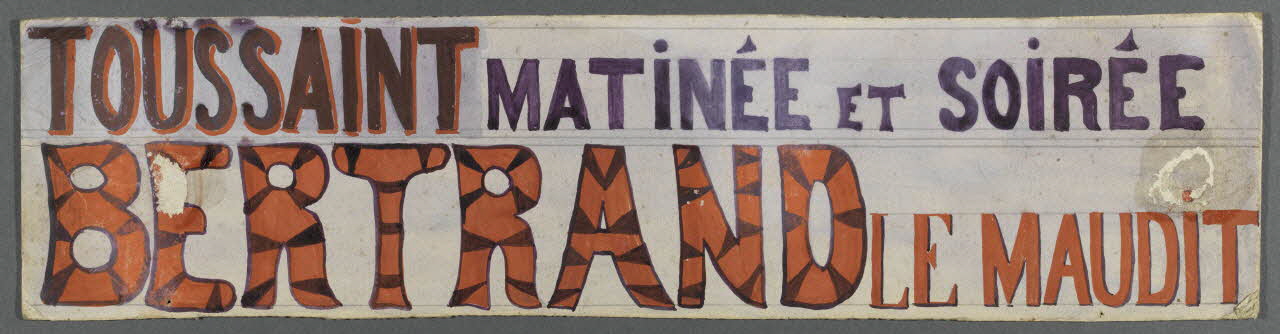 TOUSSAINT MATINÉE ET SOIRÉE
BERTRAND LE MAUDIT